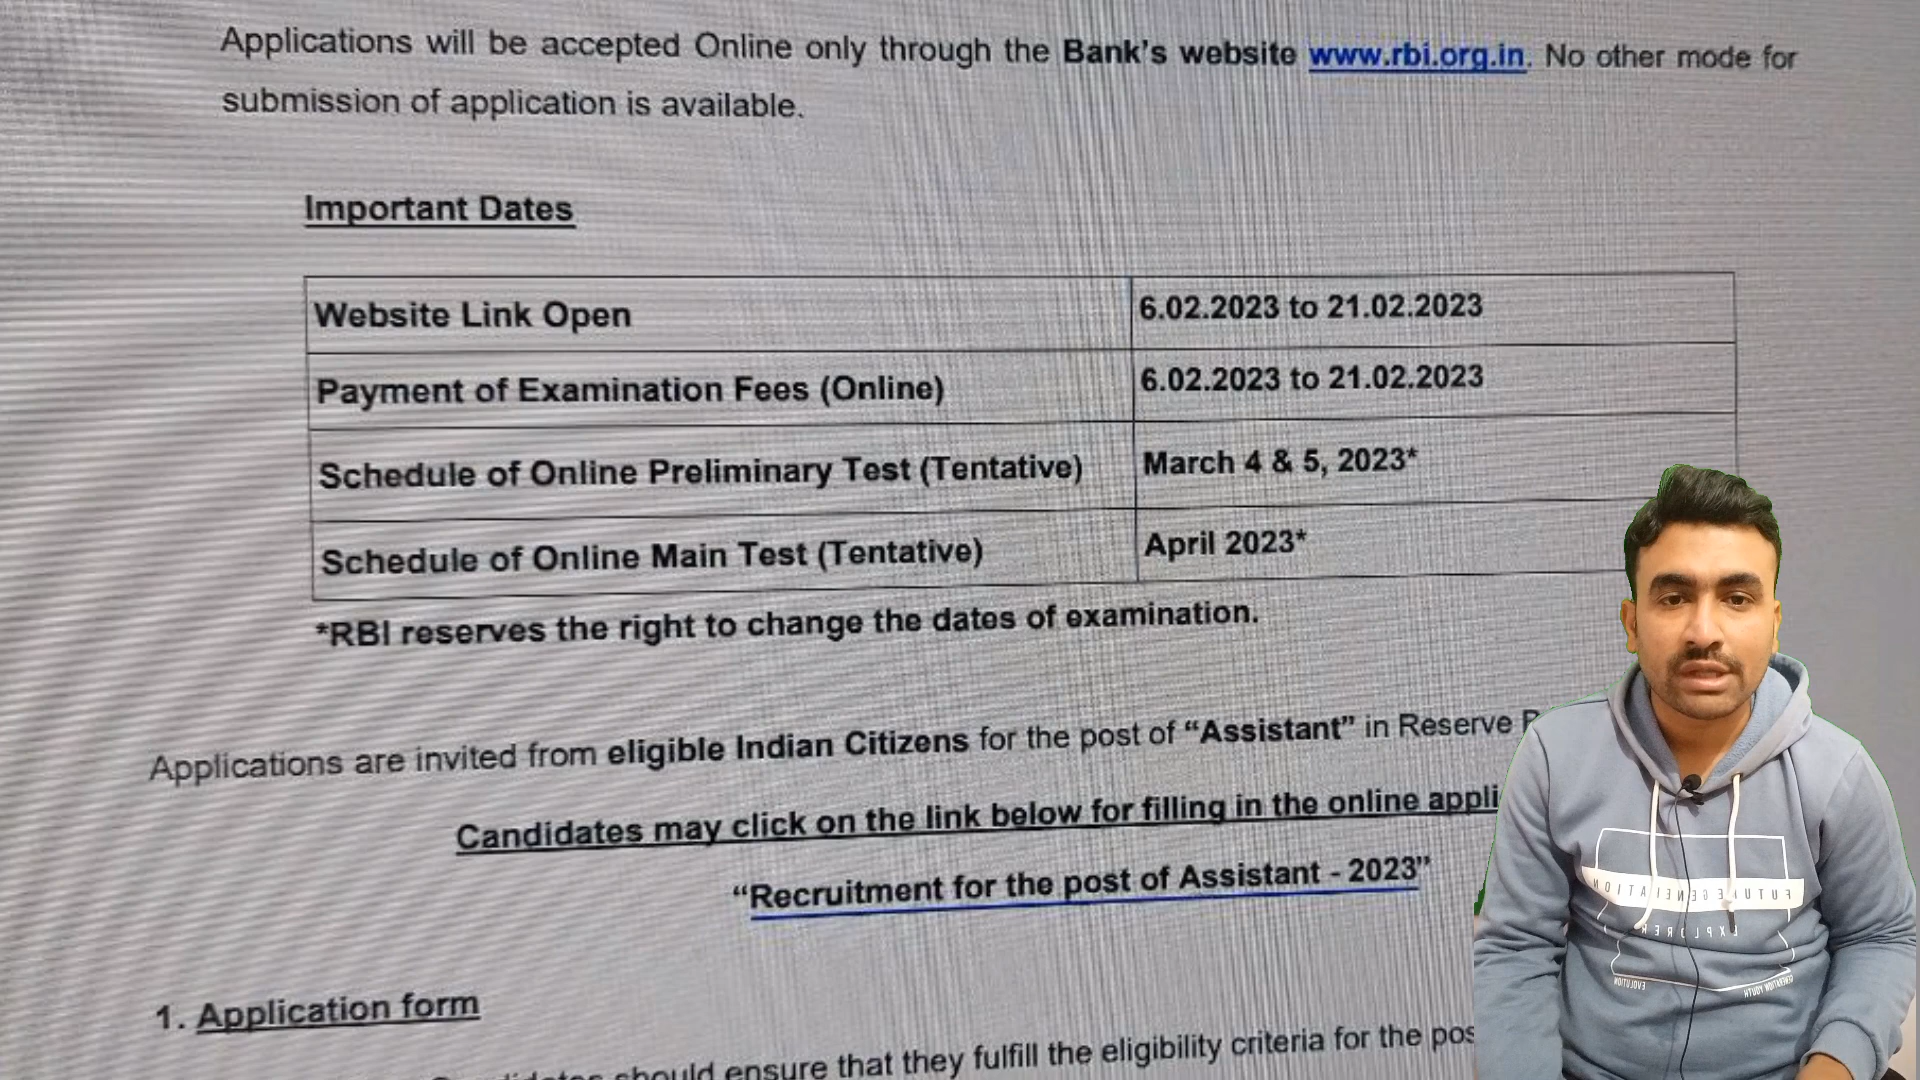 Applications will be accepted Online only through the Bank's website www.rbi.org.in. No other mode for
submission of application is available.
Important Dates
Website Link Open 6.02.2023 to 21.02.2023
Payment of Examination Fees (Online) 6.02.2023 to 21.02.2023
Schedule of Online Preliminary Test (Tentative) March 4 & 5, 2023*
Schedule of Online Main Test (Tentative) April 2023*
*RBI reserves the right to change the dates of examination.
Applications are invited from eligible Indian Citizens for the post of “Assistant” in Reserve
Candidates may click on the link below for filling in the online appli
“Recruitment for the post of Assistant - 2023”
1. Application form
should ensure that they fulfill the eligibility criteria for the pos
EXPLORER
EVOLUTION
GENERATION YOUTH